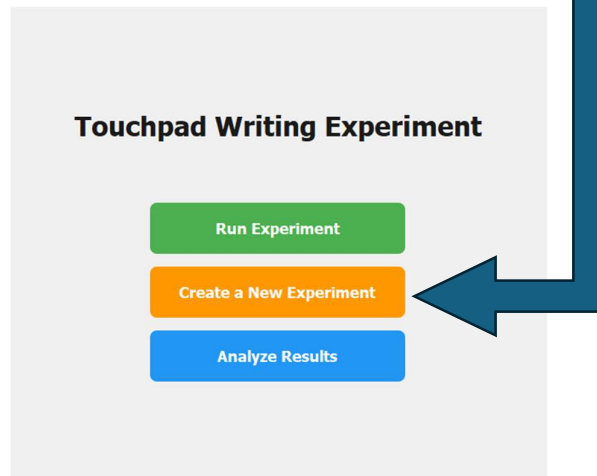 Touchpad Writing Experiment
Run Experiment
Create a New Experiment
Analyze Results